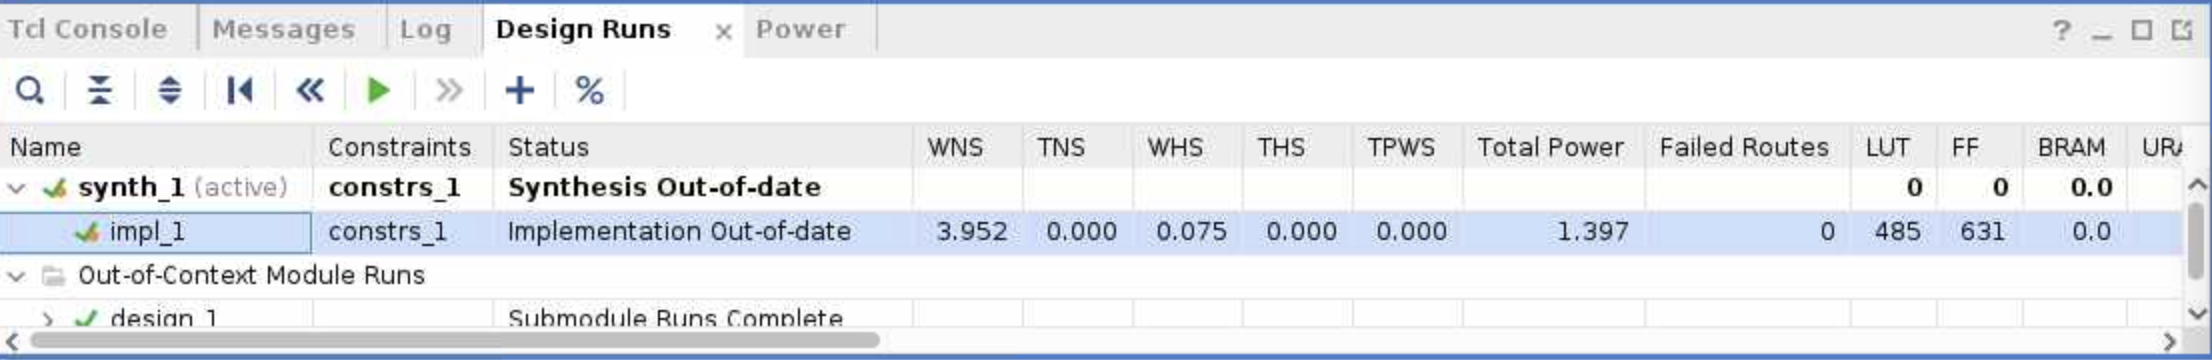 Tcl Console Messages Log Design Runs × Power ? _
%
Name Constraints Status WNS TNS WHS THS TPWS Total Power Failed Routes LUT FF BRAM URA
synth_1 (active) constrs_1 Synthesis Out-of-date 0 0 0.0
impl_1 constrs_1 Implementation Out-of-date 3.952 0.000 0.075 0.000 0.000 1.397 0 485 631 0.0
Out-of-Context Module Runs
design_1 Submodule Runs Complete